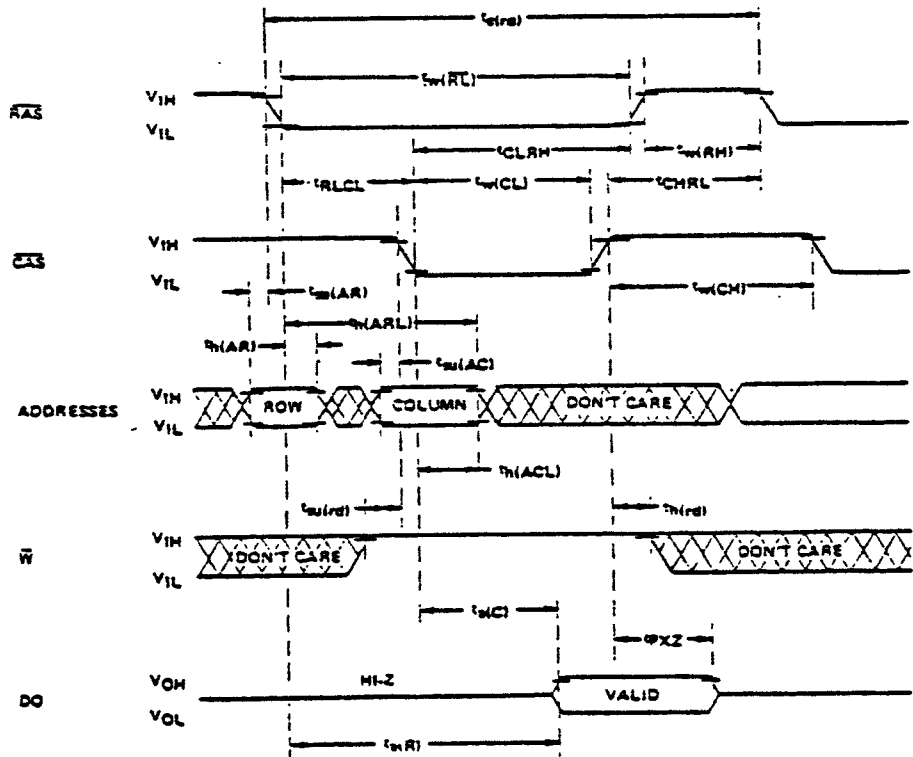 tc(rd)
tw(RL)
VIH
RAS
VIL
tCLRH
tw(RH)
tRLCL
tw(CL)
tCHRL
VIH
CAS
VIL
tsu(AR)
tw(CH)
th(ARL)
th(AR)
tsu(AC)
VIH
ADDRESSES
ROW
COLUMN
DON'T CARE
VIL
th(ACL)
tsu(rd)
th(rd)
VIH
W
DON'T CARE
DON'T CARE
VIL
ta(C)
tPXZ
VOH
HI-Z
DO
VALID
VOL
ta(R)